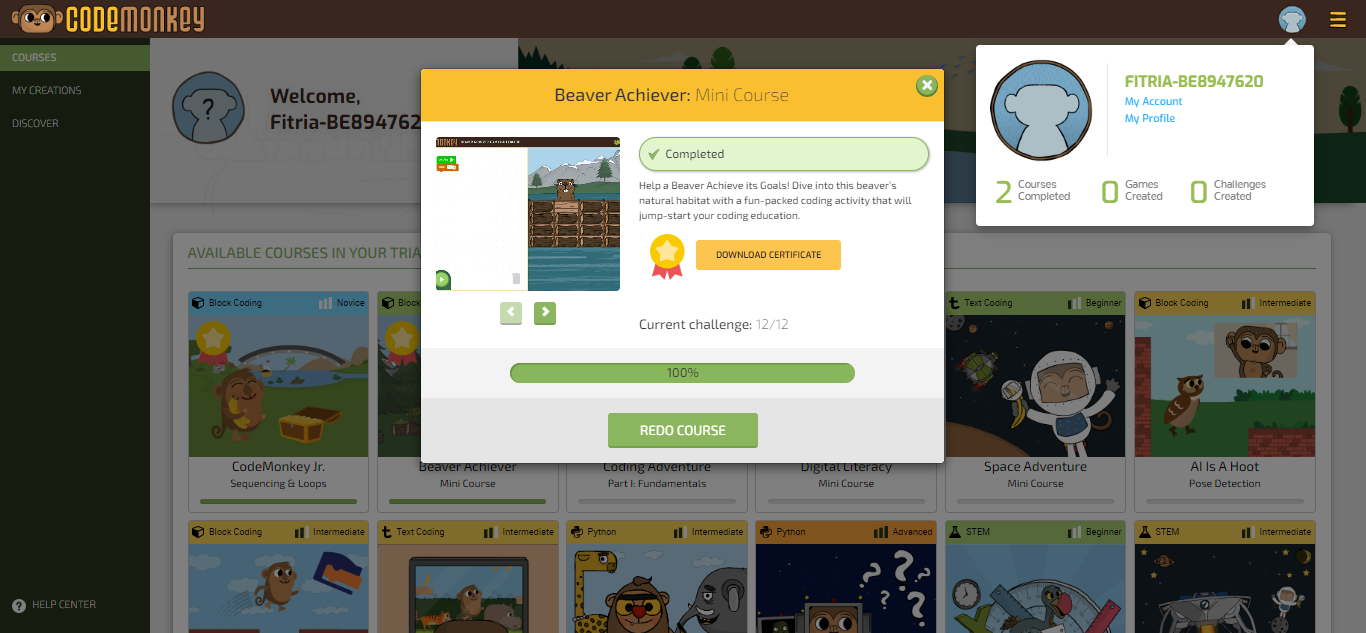 CODEMONKEY
COURSES
MY CREATIONS
DISCOVER
HELP CENTER
Welcome,
Fitria-BE8947620
FITRIA-BE8947620
My Account
My Profile
2 Courses Completed
0 Games Created
0 Challenges Created
Beaver Achiever: Mini Course
Completed
Help a Beaver Achieve its Goals! Dive into this beaver's
natural habitat with a fun-packed coding activity that will
jump-start your coding education.
DOWNLOAD CERTIFICATE
Current challenge: 12/12
100%
REDO COURSE
AVAILABLE COURSES IN YOUR TRIA
Block Coding Novice
Block
Text Coding Beginner
Block Coding Intermediate
CodeMonkey Jr.
Sequencing & Loops
Beaver Achiever
Mini Course
Coding Adventure
Part I: Fundamentals
Digital Literacy
Mini Course
Space Adventure
Mini Course
AI Is A Hoot
Pose Detection
Block Coding Intermediate
Text Coding Intermediate
Python Intermediate
Python Advanced
STEM Beginner
STEM Intermediate